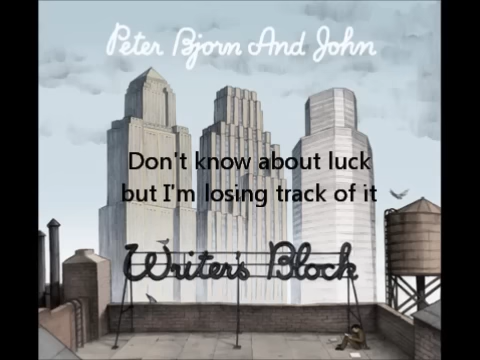 Peter Bjorn And John
Don't know about luck
but I'm losing track of it
Writer's Block